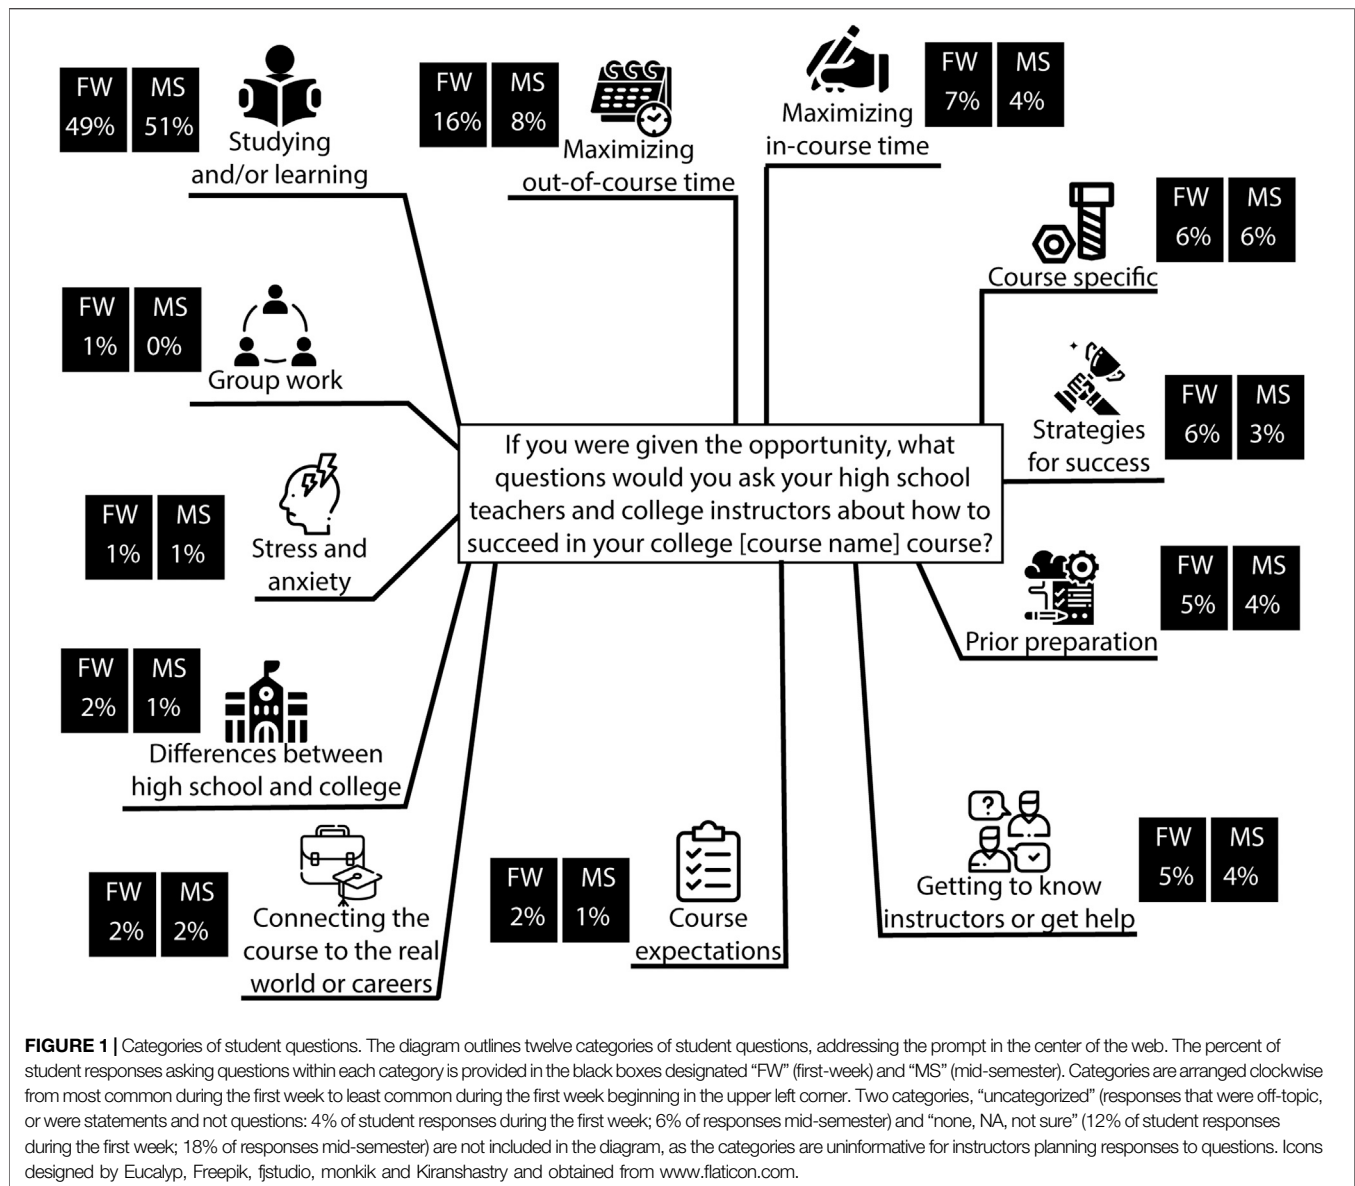 FW MS
49% 51%
Studying
and/or learning
FW MS
16% 8%
Maximizing
out-of-course time
Maximizing
in-course time
FW MS
7% 4%
Course specific
FW MS
6% 6%
Strategies
for success
FW MS
6% 3%
Prior preparation
FW MS
5% 4%
Getting to know
instructors or get help
FW MS
5% 4%
FW MS
2% 1%
Course
expectations
FW MS
2% 2%
Connecting the
course to the real
world or careers
FW MS
2% 1%
Differences between
high school and college
FW MS
1% 1%
Stress and
anxiety
FW MS
1% 0%
Group work
If you were given the opportunity, what
questions would you ask your high school
teachers and college instructors about how to
succeed in your college [course name] course?
FIGURE 1 | Categories of student questions. The diagram outlines twelve categories of student questions, addressing the prompt in the center of the web. The percent of
student responses asking questions within each category is provided in the black boxes designated “FW” (first-week) and “MS” (mid-semester). Categories are arranged clockwise
from most common during the first week to least common during the first week beginning in the upper left corner. Two categories, “uncategorized” (responses that were off-topic,
or were statements and not questions: 4% of student responses during the first week; 6% of responses mid-semester) and “none, NA, not sure” (12% of student responses
during the first week; 18% of responses mid-semester) are not included in the diagram, as the categories are uninformative for instructors planning responses to questions. Icons
designed by Eucalyp, Freepik, fjstudio, monkik and Kiranshastry and obtained from www.flaticon.com.